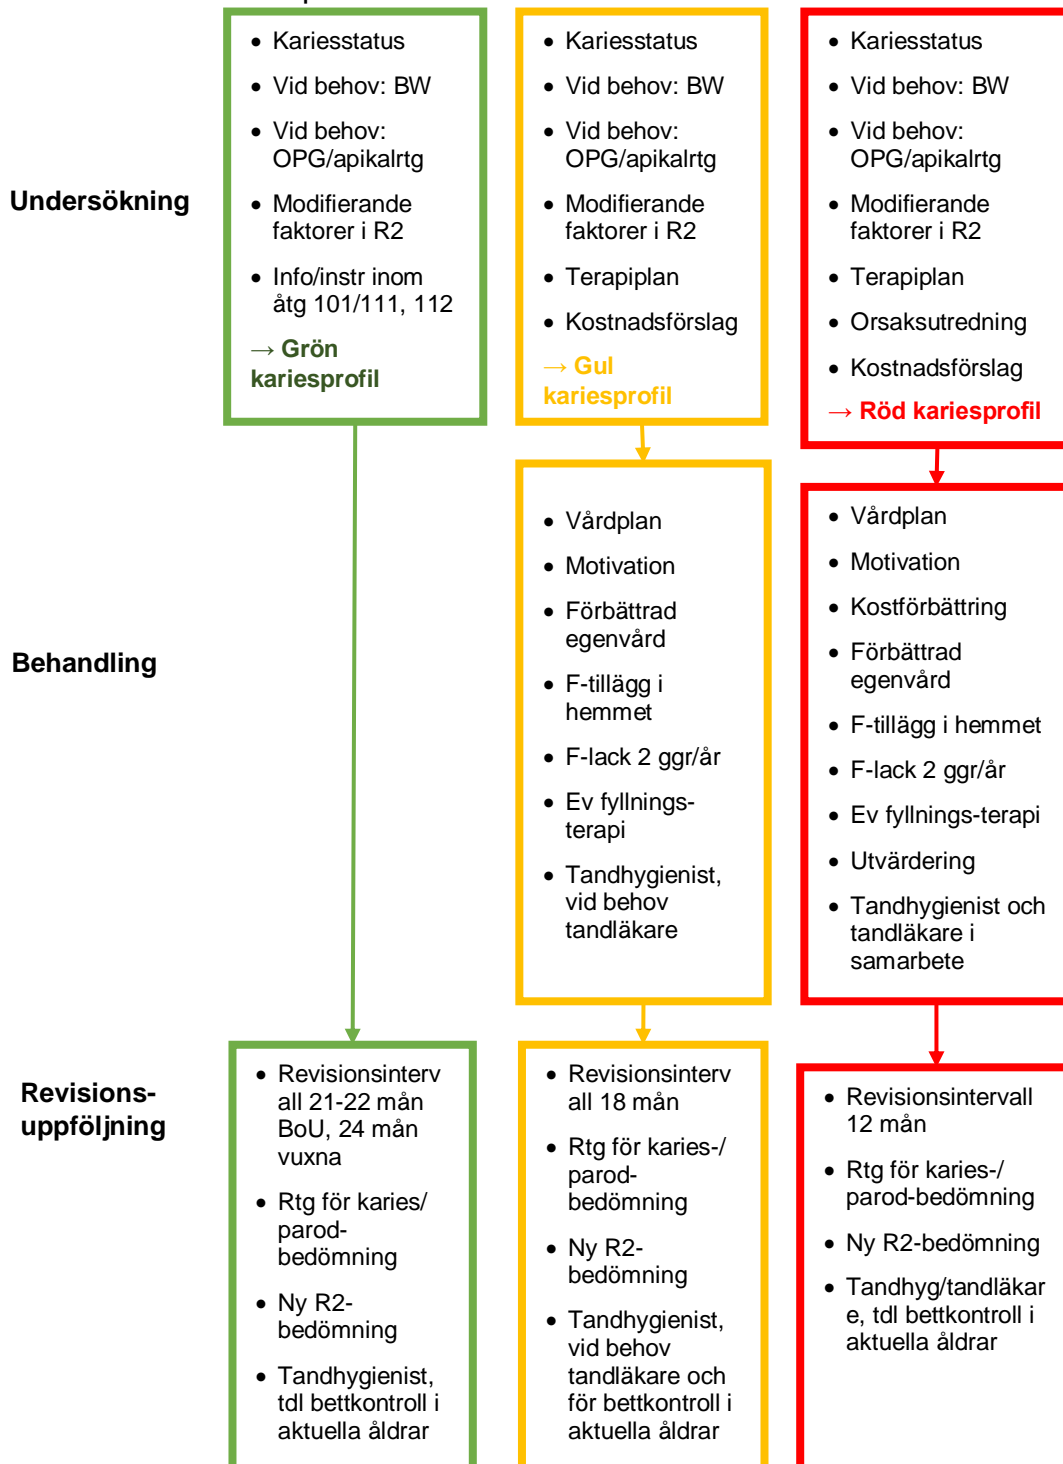 Undersökning
• Kariesstatus
• Vid behov: BW
• Vid behov:
OPG/apikalrtg
• Modifierande
faktorer i R2
• Info/instr inom
åtg 101/111, 112
→ Grön
kariesprofil
• Kariesstatus
• Vid behov: BW
• Vid behov:
OPG/apikalrtg
• Modifierande
faktorer i R2
• Terapiplan
• Kostnadsförslag
→ Gul
kariesprofil
• Kariesstatus
• Vid behov: BW
• Vid behov:
OPG/apikalrtg
• Modifierande
faktorer i R2
• Terapiplan
• Orsaksutredning
• Kostnadsförslag
→ Röd kariesprofil
Behandling
• Vårdplan
• Motivation
• Förbättrad
egenvård
• F-tillägg i
hemmet
• F-lack 2 ggr/år
• Ev fyllnings-
terapi
• Tandhygienist,
vid behov
tandläkare
• Vårdplan
• Motivation
• Kostförbättring
• Förbättrad
egenvård
• F-tillägg i hemmet
• F-lack 2 ggr/år
• Ev fyllnings-terapi
• Utvärdering
• Tandhygienist och
tandläkare i
samarbete
Revisions-
uppföljning
• Revisionsinterv
all 21-22 mån
BoU, 24 mån
vuxna
• Rtg för karies/
parod-
bedömning
• Ny R2-
bedömning
• Tandhygienist,
tdl bettkontroll i
aktuella åldrar
• Revisionsinterv
all 18 mån
• Rtg för karies-/
parod-
bedömning
• Ny R2-
bedömning
• Tandhygienist,
vid behov
tandläkare och
för bettkontroll i
aktuella åldrar
• Revisionsintervall
12 mån
• Rtg för karies-/
parod-bedömning
• Ny R2-bedömning
• Tandhyg/tandläkar
e, tdl bettkontroll i
aktuella åldrar